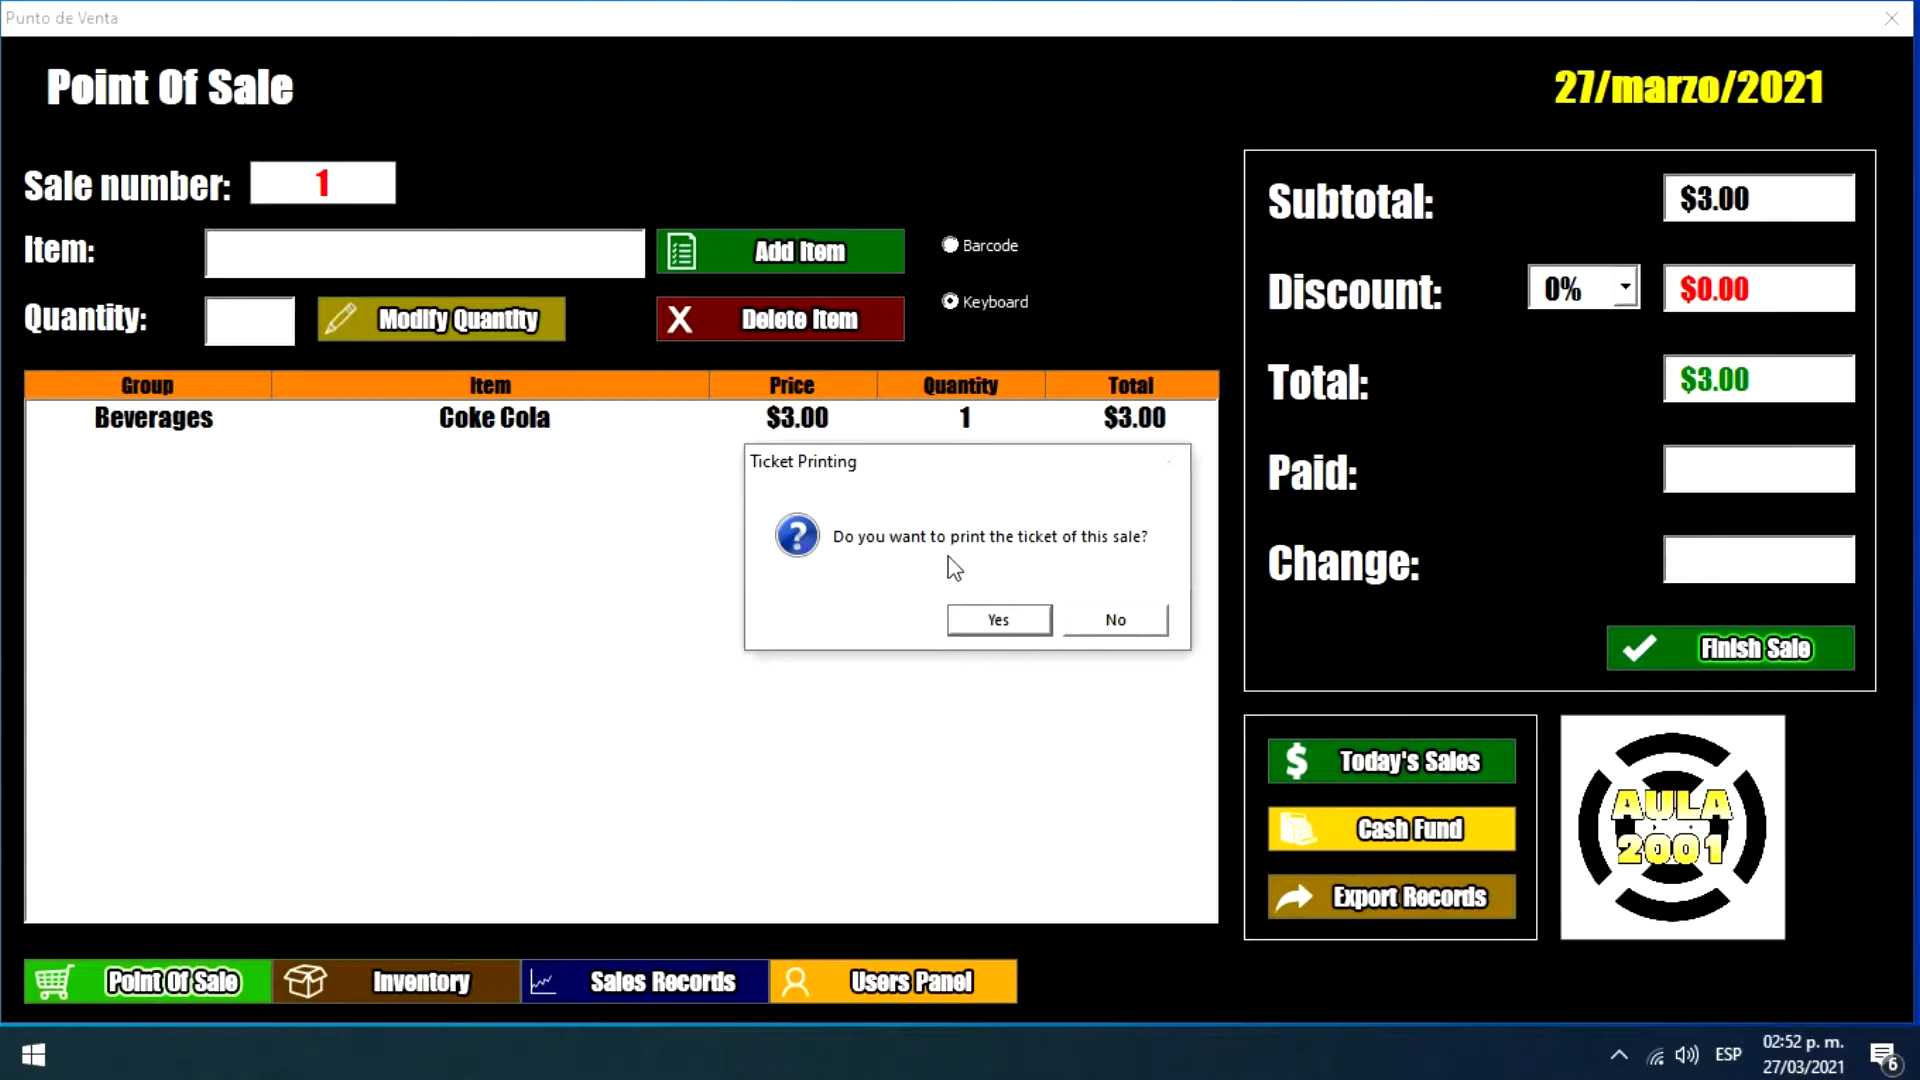 Punto de Venta
Point Of Sale
27/marzo/2021
Sale number: 1
Item:
Add Item
Barcode
Quantity:
Modify Quantity
Delete Item
Keyboard
Group Item Price Quantity Total
Beverages Coke Cola $3.00 1 $3.00
Ticket Printing
Do you want to print the ticket of this sale?
Yes No
Subtotal: $3.00
Discount: 0% $0.00
Total: $3.00
Paid:
Change:
Finish Sale
Today's Sales
Cash Fund
Export Records
AULA
2001
Point Of Sale Inventory Sales Records Users Panel
ESP
02:52 p. m.
27/03/2021
6